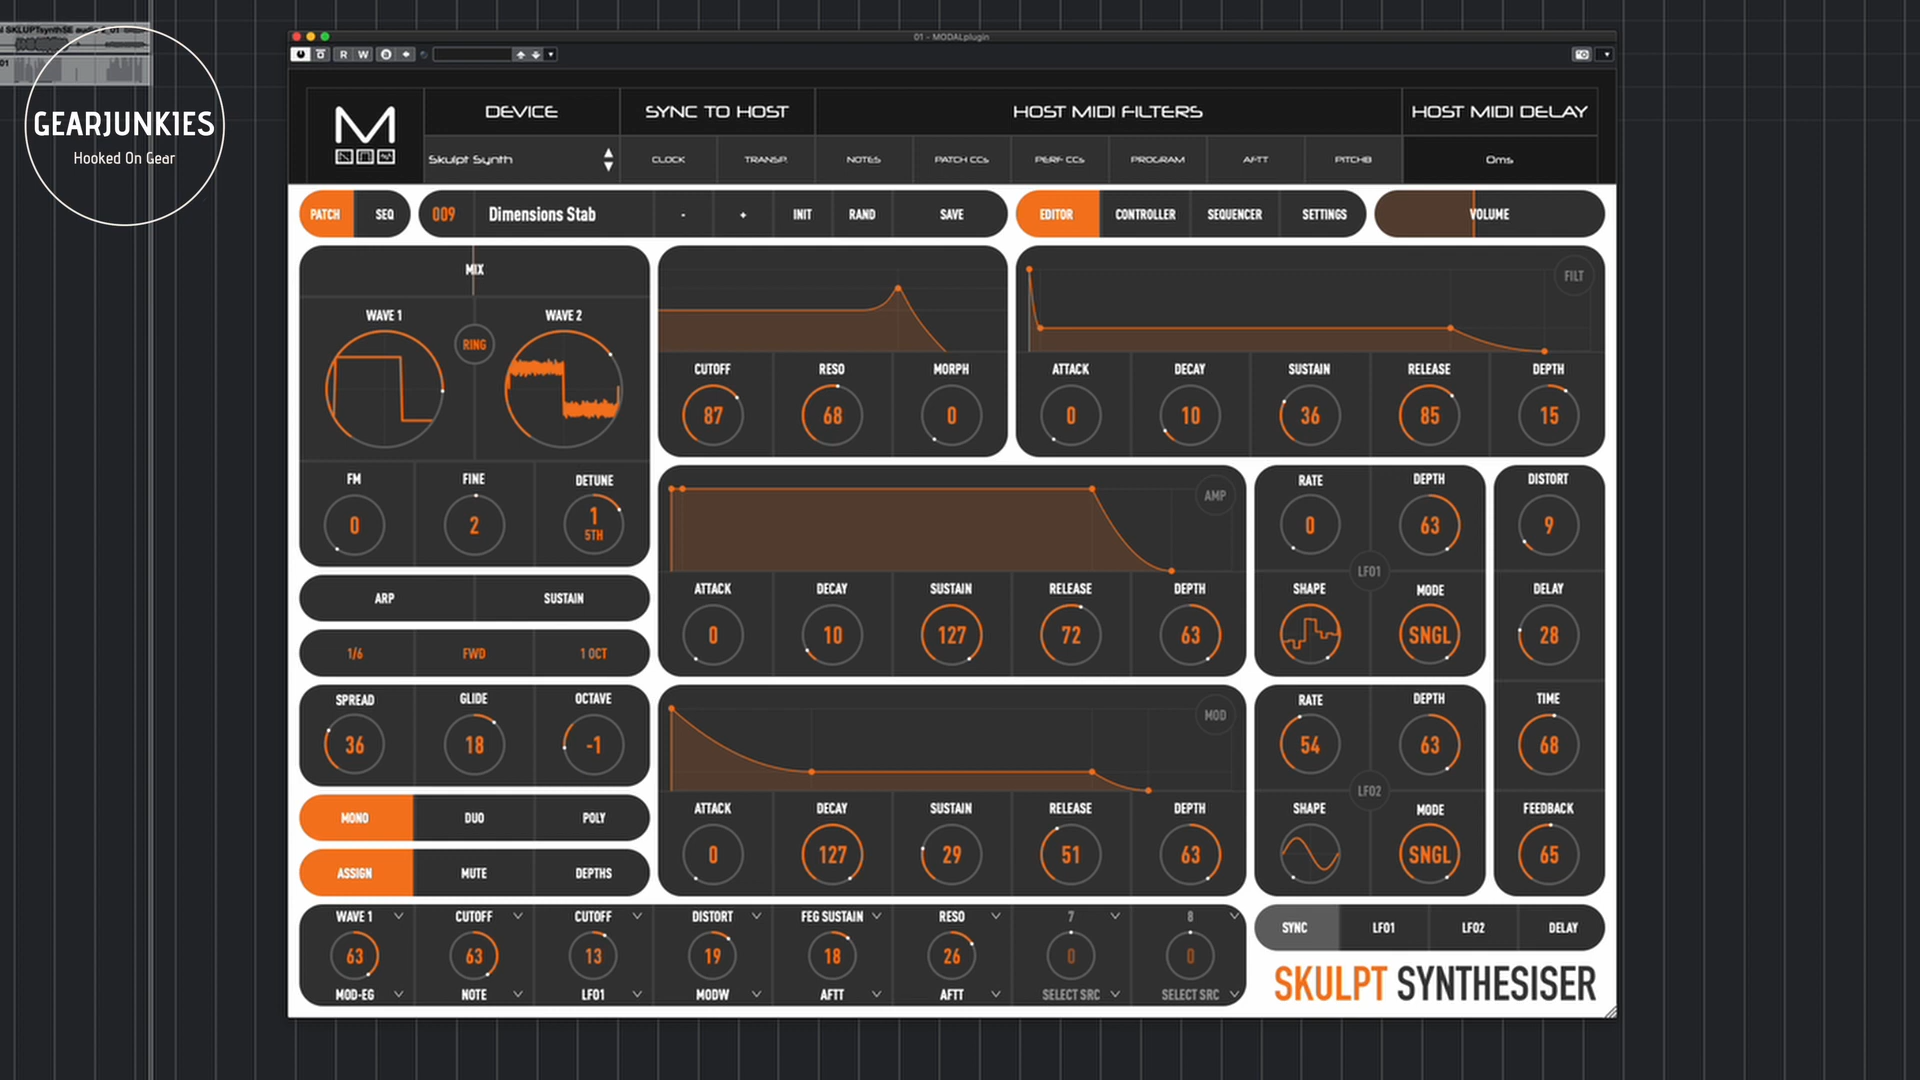 SKULPTsynthSE audio 2_01
01
GEARJUNKIES
Hooked On Gear
01 - MODALplugin
R W
DEVICE SYNC TO HOST HOST MIDI FILTERS HOST MIDI DELAY
Skulpt Synth CLOCK TRANSP. NOTES PATCH CCs PERF CCs PROGRAM AFTT PITCHB 0ms
PATCH SEQ 009 Dimensions Stab - + INIT RAND SAVE EDITOR CONTROLLER SEQUENCER SETTINGS VOLUME
MIX
FILT
WAVE 1 WAVE 2
RING
CUTOFF RESO MORPH ATTACK DECAY SUSTAIN RELEASE DEPTH
87 68 0 0 10 36 85 15
FM FINE DETUNE
0 2 1
5TH
AMP
RATE DEPTH DISTORT
0 63 9
LFO1
ARP SUSTAIN
ATTACK DECAY SUSTAIN RELEASE DEPTH SHAPE MODE DELAY
0 10 127 72 63 SNGL 28
1/6 FWD 1 OCT
SPREAD GLIDE OCTAVE
36 18 -1
MOD
RATE DEPTH TIME
54 63 68
LFO2
MONO DUO POLY
ATTACK DECAY SUSTAIN RELEASE DEPTH SHAPE MODE FEEDBACK
0 127 29 51 63 SNGL 65
ASSIGN MUTE DEPTHS
WAVE 1 CUTOFF CUTOFF DISTORT FEG SUSTAIN RESO 7 8
63 63 13 19 18 26 0 0
MOD-EG NOTE LFO1 MODW AFTT AFTT SELECT SRC SELECT SRC
SYNC LFO1 LFO2 DELAY
SKULPT SYNTHESISER